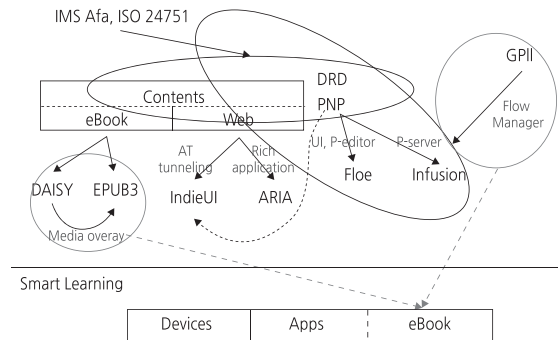 IMS Afa, ISO 24751
GPII
DRD
Contents
PNP
Flow
Manager
eBook
Web
UI, P-editor
P-server
AT
tunneling
Rich
application
DAISY
EPUB3
IndieUI
ARIA
Floe
Infusion
Media overay
Smart Learning
Devices
Apps
eBook